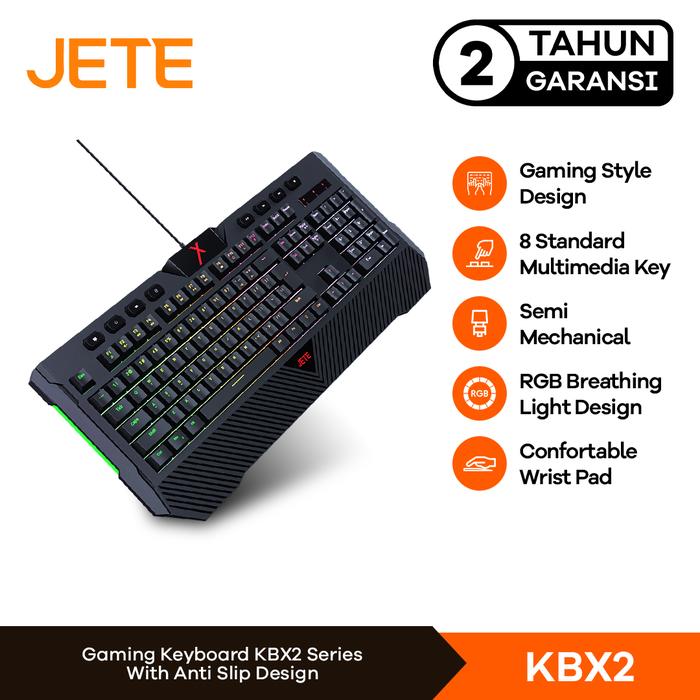 JETE
2 TAHUN
GARANSI
Gaming Style
Design
8 Standard
Multimedia Key
Semi
Mechanical
RGB
RGB Breathing
Light Design
Confortable
Wrist Pad
X
JETE
Gaming Keyboard KBX2 Series
With Anti Slip Design
KBX2